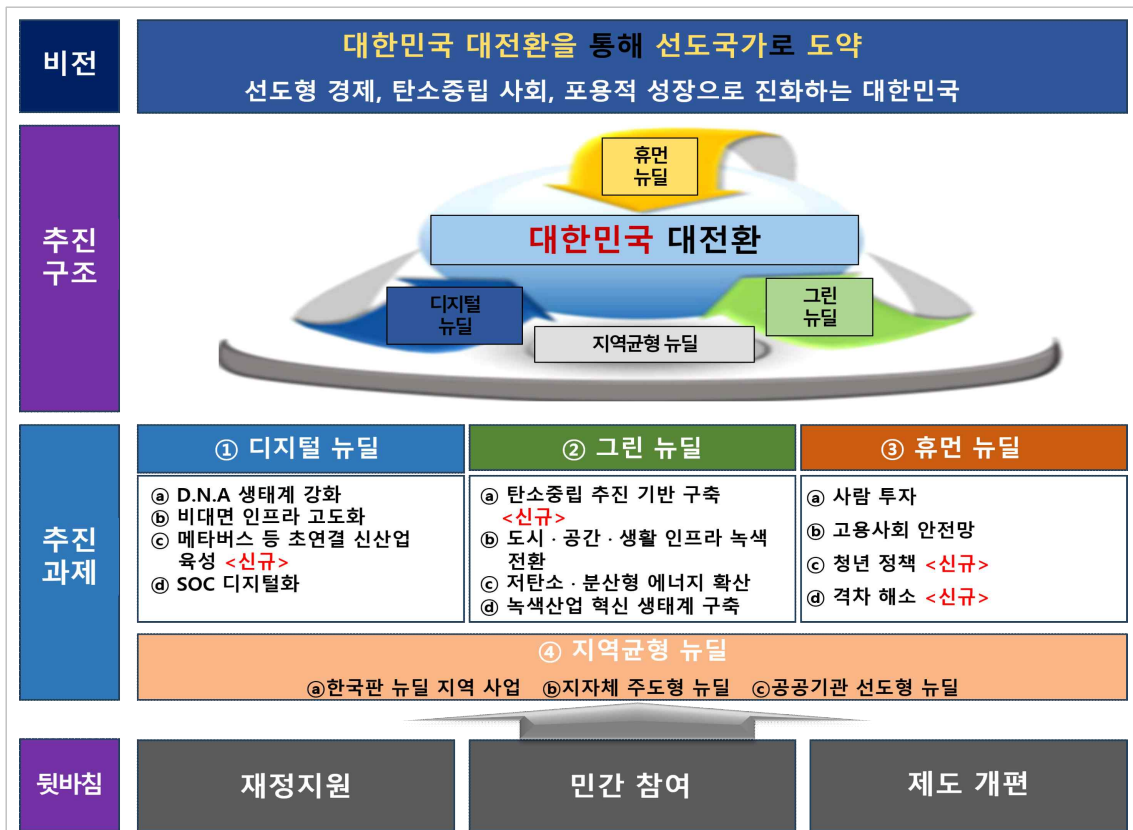 비전
대한민국 대전환을 통해 선도국가로 도약
선도형 경제, 탄소중립 사회, 포용적 성장으로 진화하는 대한민국
추진
구조
휴먼
뉴딜
대한민국 대전환
디지털
뉴딜
그린
뉴딜
지역균형 뉴딜
추진
과제
① 디지털 뉴딜
ⓐ D.N.A 생태계 강화
ⓑ 비대면 인프라 고도화
ⓒ 메타버스 등 초연결 신산업
육성 <신규>
ⓓ SOC 디지털화
② 그린 뉴딜
ⓐ 탄소중립 추진 기반 구축
<신규>
ⓑ 도시 · 공간 · 생활 인프라 녹색
전환
ⓒ 저탄소 · 분산형 에너지 확산
ⓓ 녹색산업 혁신 생태계 구축
③ 휴먼 뉴딜
ⓐ 사람 투자
ⓑ 고용사회 안전망
ⓒ 청년 정책 <신규>
ⓓ 격차 해소 <신규>
④ 지역균형 뉴딜
ⓐ한국판 뉴딜 지역 사업 ⓑ지자체 주도형 뉴딜 ⓒ공공기관 선도형 뉴딜
뒷바침
재정지원
민간 참여
제도 개편